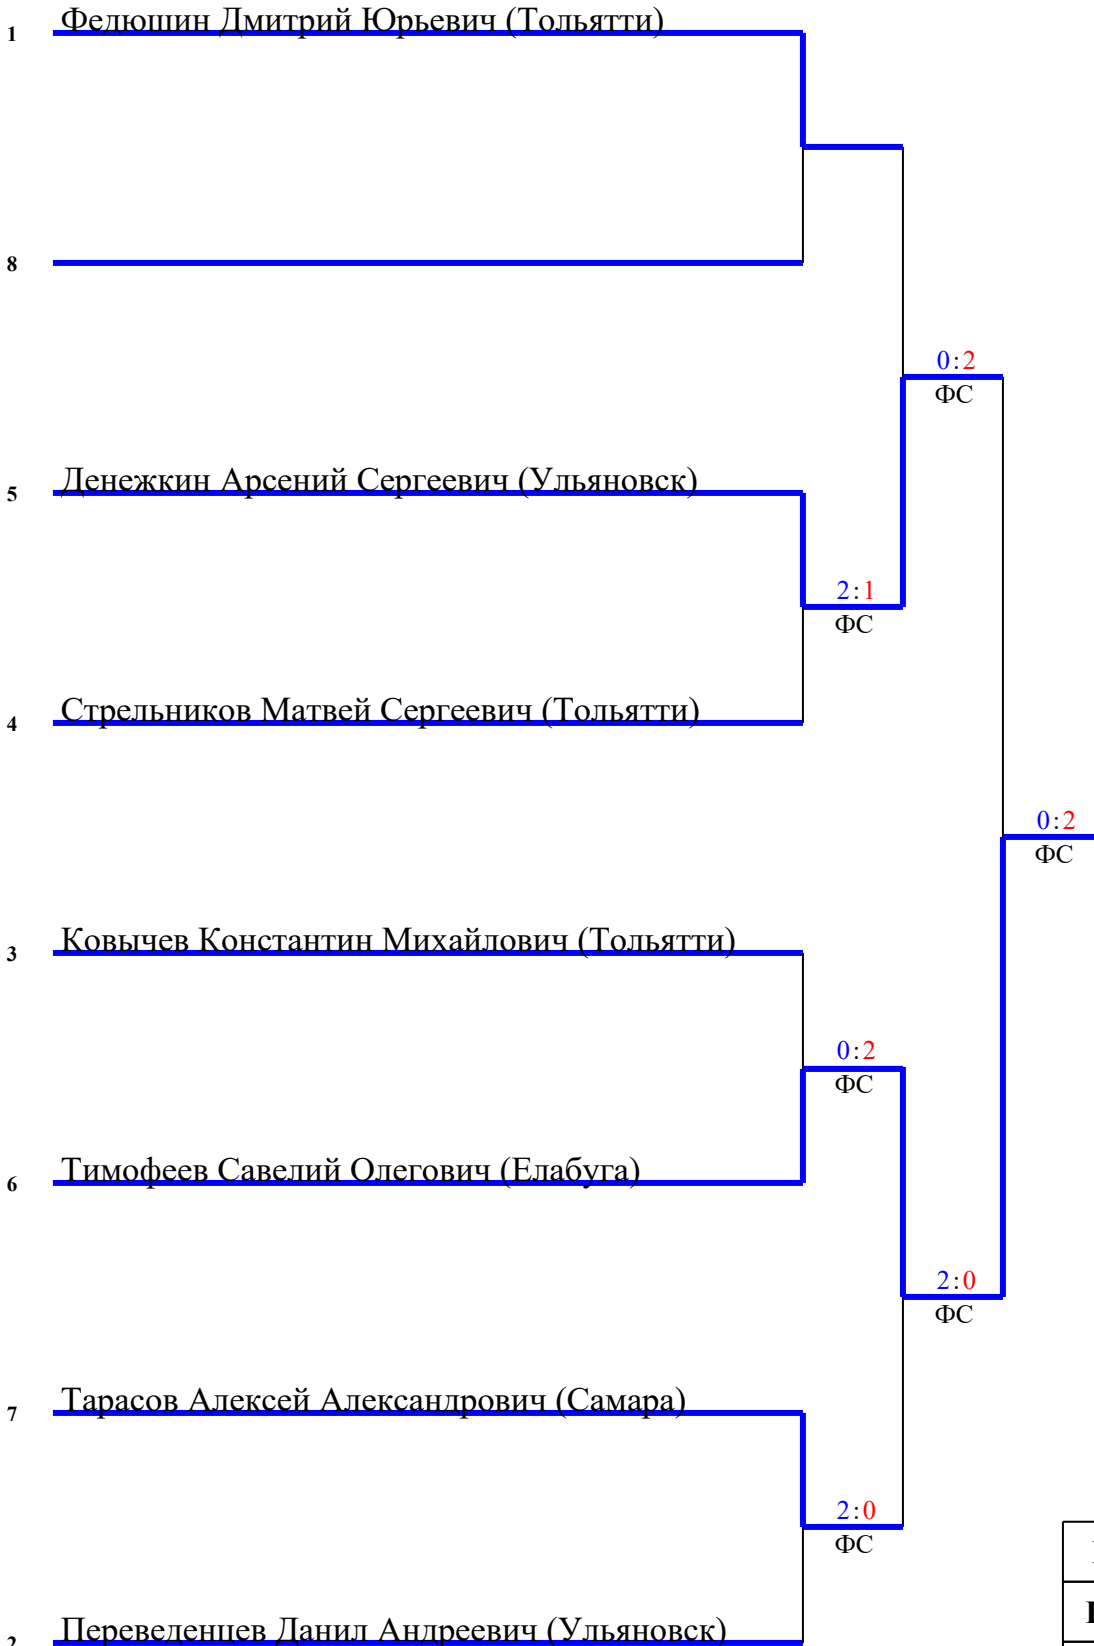 1 Федюшин Дмитрий Юрьевич (Тольятти)
8
0:2
ФС
5 Денежкин Арсений Сергеевич (Ульяновск)
2:1
ФС
4 Стрельников Матвей Сергеевич (Тольятти)
0:2
ФС
3 Ковычев Константин Михайлович (Тольятти)
0:2
ФС
6 Тимофеев Савелий Олегович (Елабуга)
2:0
ФС
7 Тарасов Алексей Александрович (Самара)
2:0
ФС
2 Переведенцев Данил Андреевич (Ульяновск)